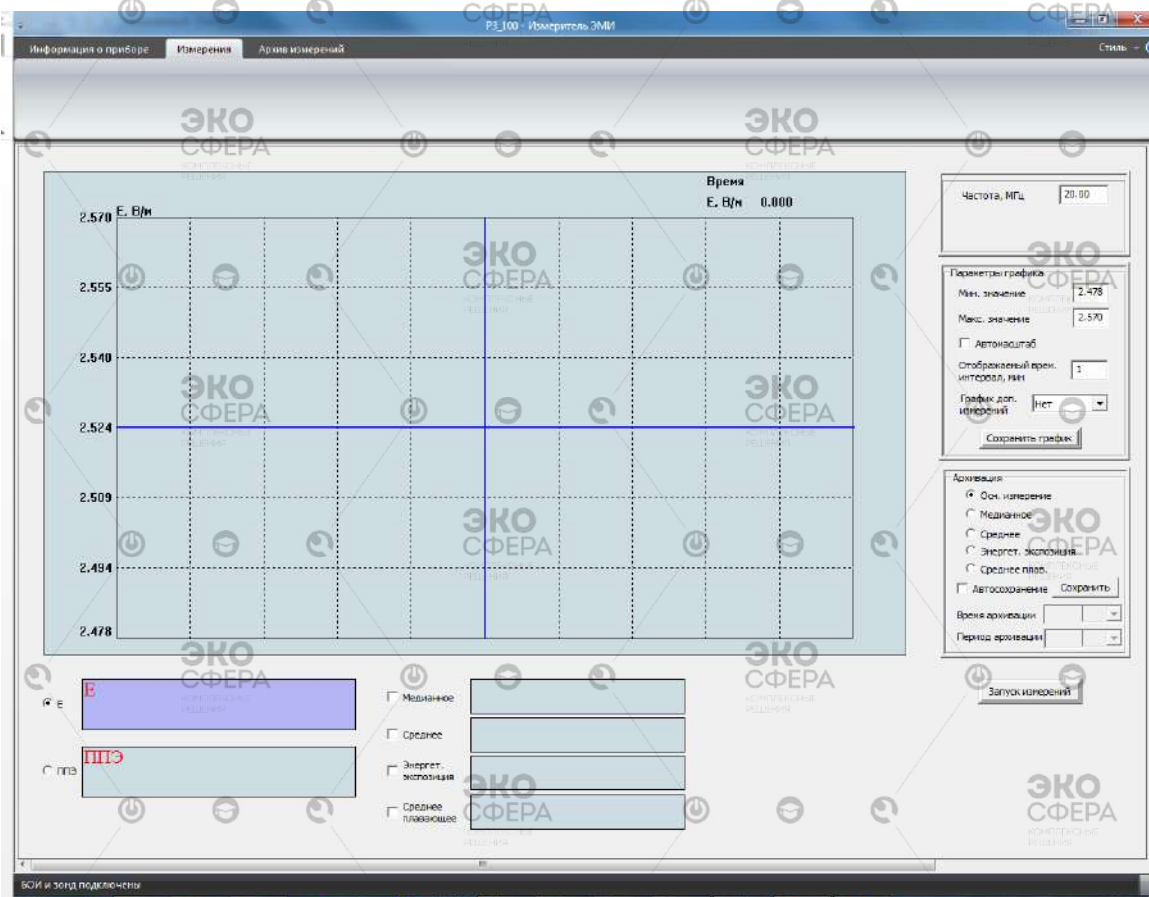 P3_100 - Измеритель ЭМИ
Информация о приборе
Измерения
Архив измерений
Стиль
Время
E, В/м 0.000
E, В/м
2.570
2.555
2.540
2.524
2.509
2.494
2.478
Частота, МГц 20.00
Параметры графика
Мин. значение 2.478
Макс. значение 2.570
Автомасштаб
Отображаемый врем.
интервал, мин 1
График доп.
измерений Нет
Сохранить график
Архивация
Осн. измерение
Медианное
Среднее
Энергет. экспозиция
Среднее плав.
Автосохранение Сохранить
Время архивации
Период архивации
Запуск измерений
E
E
ППЭ
ППЭ
Медианное
Среднее
Энергет.
экспозиция
Среднее
плавающее
БОИ и зонд подключены
ЭКО
СФЕРА
КОМПЛЕКСНЫЕ
РЕШЕНИЯ